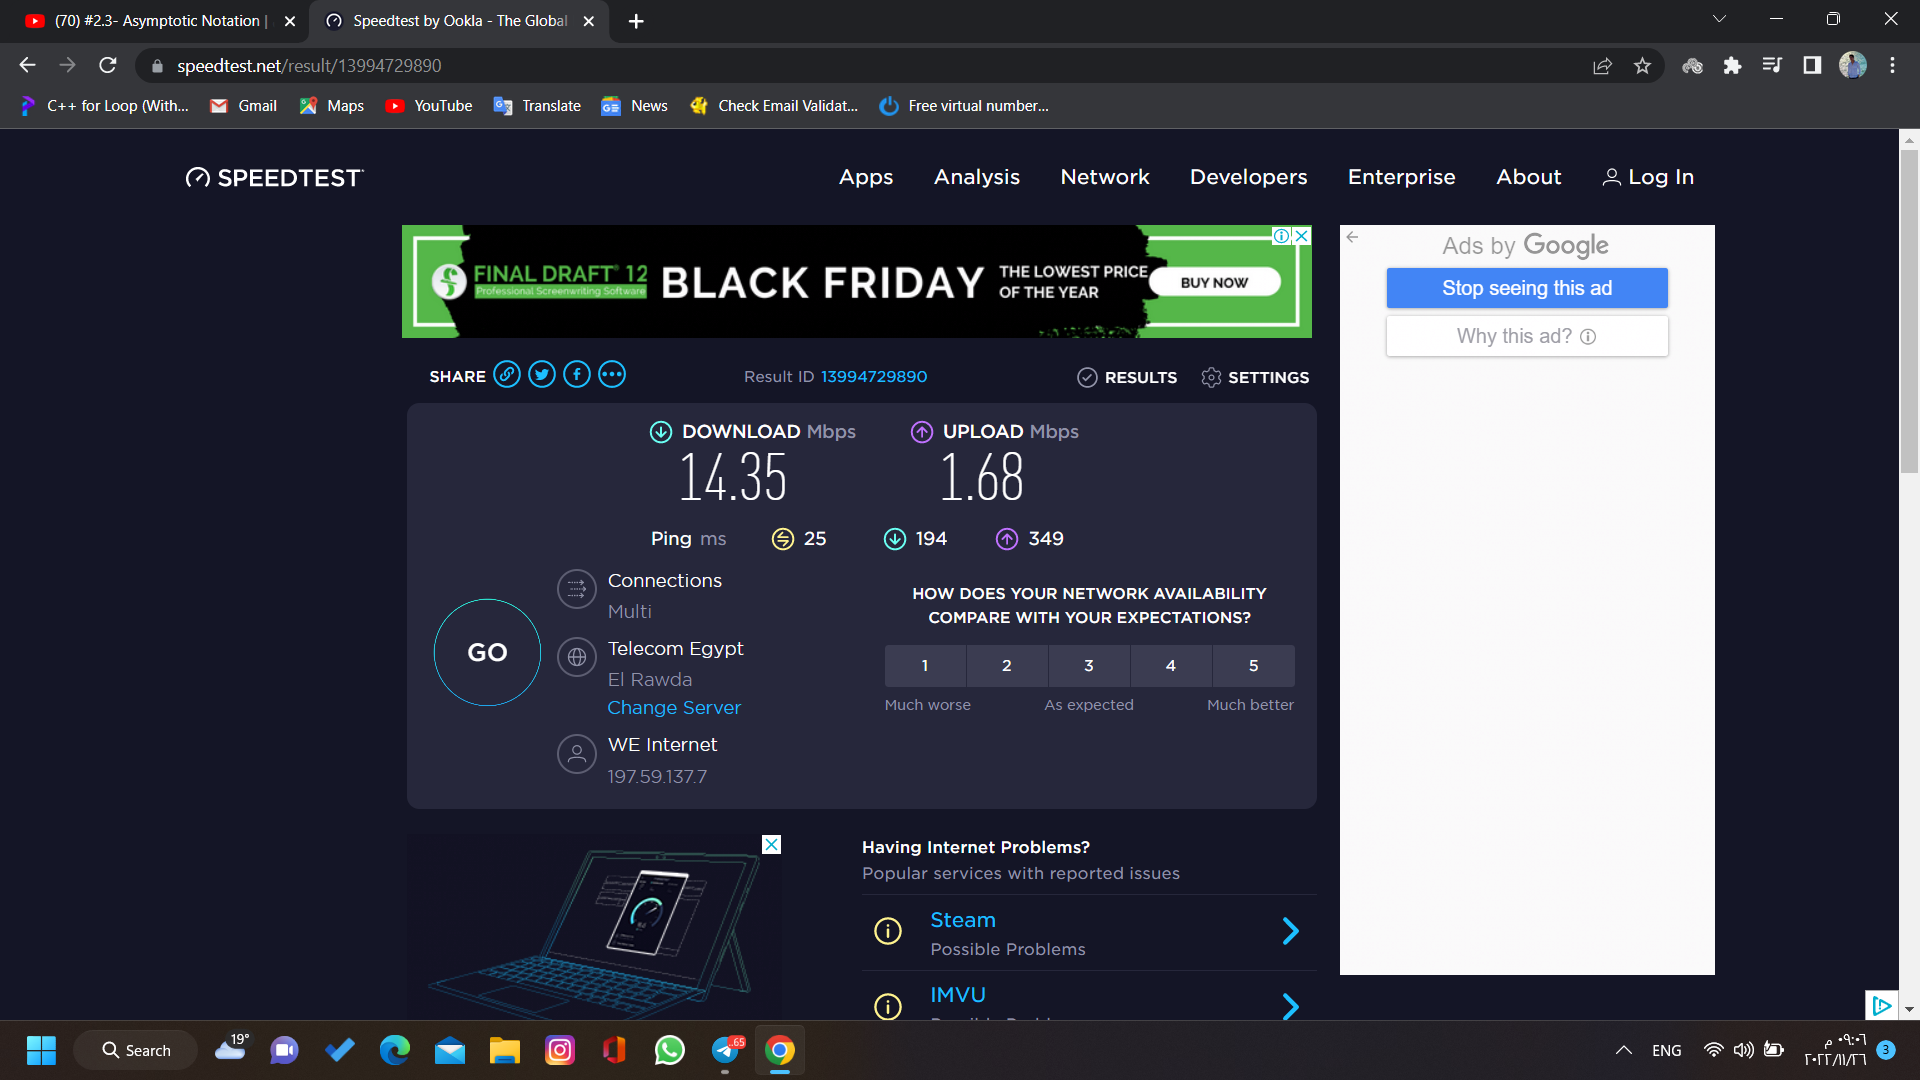 (70) #2.3- Asymptotic Notation |
Speedtest by Ookla - The Global
speedtest.net/result/13994729890
C++ for Loop (With...
Gmail
Maps
YouTube
Translate
News
Check Email Validat...
Free virtual number...
SPEEDTEST
Apps
Analysis
Network
Developers
Enterprise
About
Log In
FINAL DRAFT® 12
Professional Screenwriting Software
BLACK FRIDAY
THE LOWEST PRICE
OF THE YEAR
BUY NOW
Ads by Google
Stop seeing this ad
Why this ad?
SHARE
Result ID 13994729890
RESULTS
SETTINGS
DOWNLOAD Mbps
14.35
UPLOAD Mbps
1.68
Ping ms
25
194
349
GO
Connections
Multi
Telecom Egypt
El Rawda
Change Server
WE Internet
197.59.137.7
HOW DOES YOUR NETWORK AVAILABILITY
COMPARE WITH YOUR EXPECTATIONS?
1 2 3 4 5
Much worse
As expected
Much better
Having Internet Problems?
Popular services with reported issues
Steam
Possible Problems
IMVU
19°
Search
..65
ENG
٠٩:٠٦ م
٢٠٢٢/١١/٢٦
3